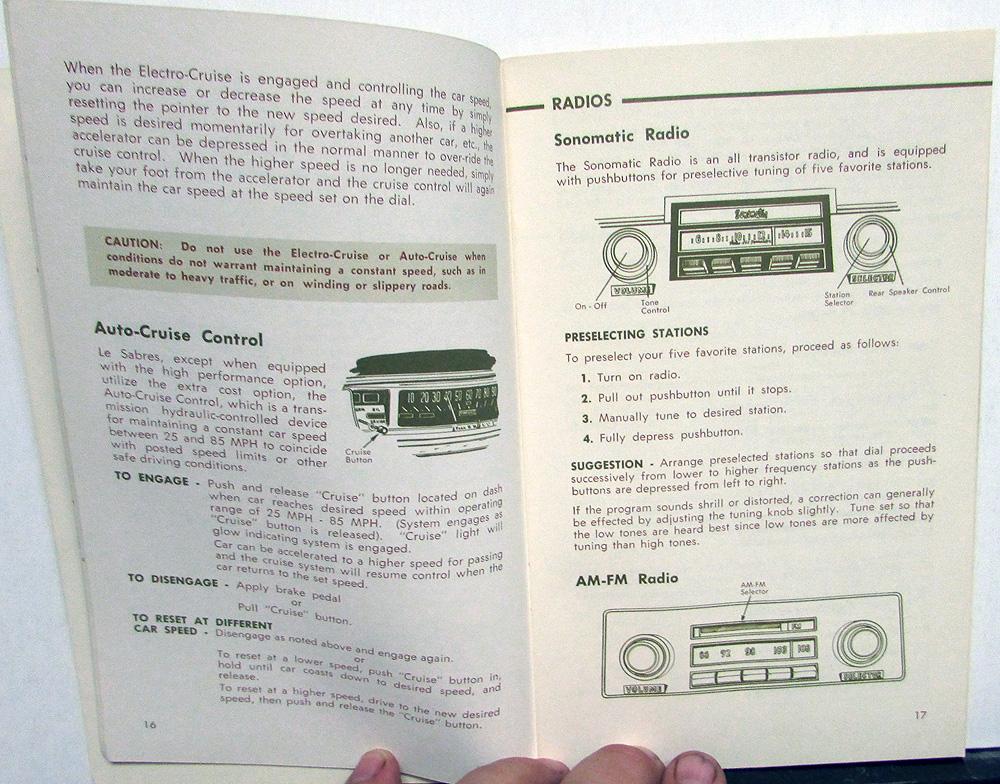 When the Electro-Cruise is engaged and controlling the car speed,
you can increase or decrease the speed at any time by simply
resetting the pointer to the new speed desired. Also, if a higher
speed is desired momentarily for overtaking another car, etc., the
accelerator can be depressed in the normal manner to over-ride the
cruise control. When the higher speed is no longer needed, simply
take your foot from the accelerator and the cruise control will again
maintain the car speed at the speed set on the dial.
CAUTION: Do not use the Electro-Cruise or Auto-Cruise when
conditions do not warrant maintaining a constant speed, such as in
moderate to heavy traffic, or on winding or slippery roads.
Auto-Cruise Control
Le Sabres, except when equipped
with the high performance option,
utilize the extra cost option, the
Auto-Cruise Control, which is a trans-
mission hydraulic-controlled device
for maintaining a constant car speed
between 25 and 85 MPH to coincide
with posted speed limits or other
safe driving conditions.
10 20 30 40 50 60 70 80 90
Cruise
Button
TO ENGAGE - Push and release "Cruise" button located on dash
when car reaches desired speed within operating
range of 25 MPH - 85 MPH. (System engages as
"Cruise" button is released). "Cruise" light will
glow indicating system is engaged.
Car can be accelerated to a higher speed for passing
and the cruise system will resume control when the
car returns to the set speed.
TO DISENGAGE - Apply brake pedal
or
Pull "Cruise" button.
TO RESET AT DIFFERENT
CAR SPEED - Disengage as noted above and engage again.
or
To reset at a lower speed, push "Cruise" button in,
hold until car coasts down to desired speed, and
release.
To reset at a higher speed, drive to the new desired
speed, then push and release the "Cruise" button.
16
RADIOS
Sonomatic Radio
The Sonomatic Radio is an all transistor radio, and is equipped
with pushbuttons for preselective tuning of five favorite stations.
Sonomatic
VOLUME
SELECTOR
On - Off
Tone
Control
Station
Selector
Rear Speaker Control
PRESELECTING STATIONS
To preselect your five favorite stations, proceed as follows:
1. Turn on radio.
2. Pull out pushbutton until it stops.
3. Manually tune to desired station.
4. Fully depress pushbutton.
SUGGESTION - Arrange preselected stations so that dial proceeds
successively from lower to higher frequency stations as the push-
buttons are depressed from left to right.
If the program sounds shrill or distorted, a correction can generally
be effected by adjusting the tuning knob slightly. Tune set so that
the low tones are heard best since low tones are more affected by
tuning than high tones.
AM-FM Radio
AM-FM
Selector
FM
88 92 98 103 108
VOLUME
SELECTOR
17